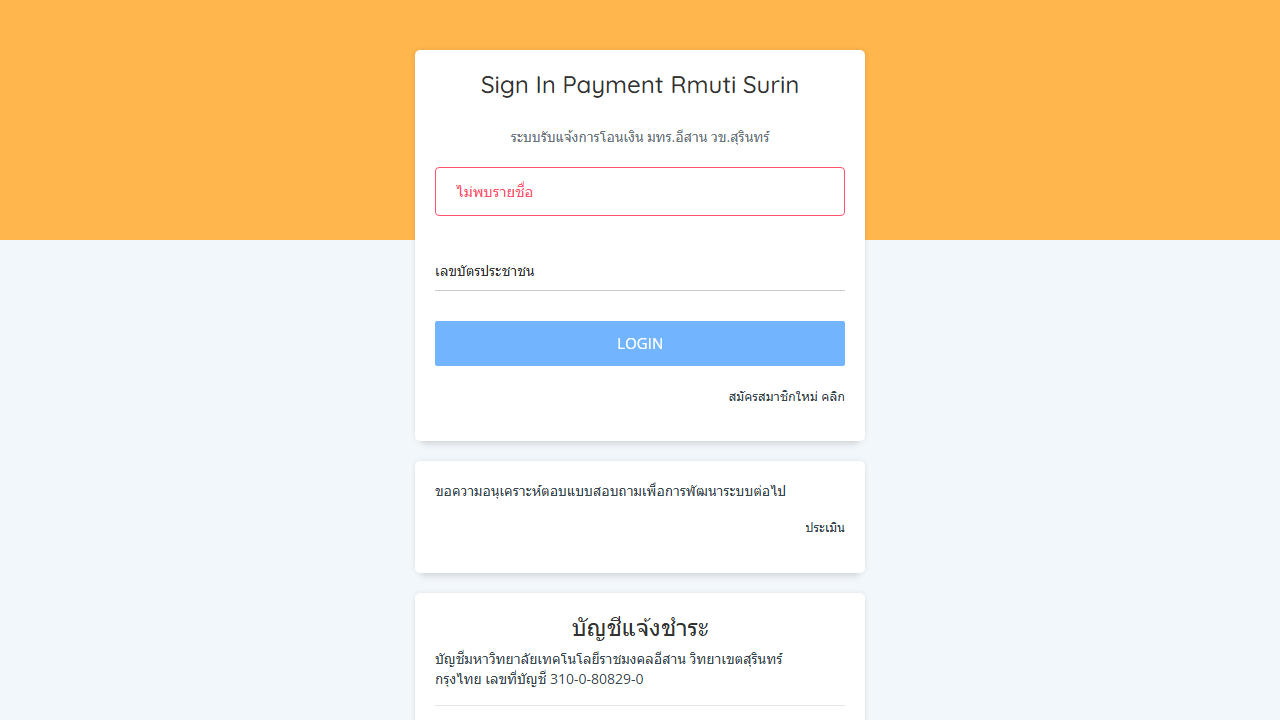 Sign In Payment Rmuti Surin
ระบบรับแจ้งการโอนเงิน มทร.อีสาน วข.สุรินทร์
ไม่พบรายชื่อ
เลขบัตรประชาชน
LOGIN
สมัครสมาชิกใหม่ คลิก
ขอความอนุเคราะห์ตอบแบบสอบถามเพื่อการพัฒนาระบบต่อไป
ประเมิน
บัญชีแจ้งชำระ
บัญชีมหาวิทยาลัยเทคโนโลยีราชมงคลอีสาน วิทยาเขตสุรินทร์
กรุงไทย เลขที่บัญชี 310-0-80829-0